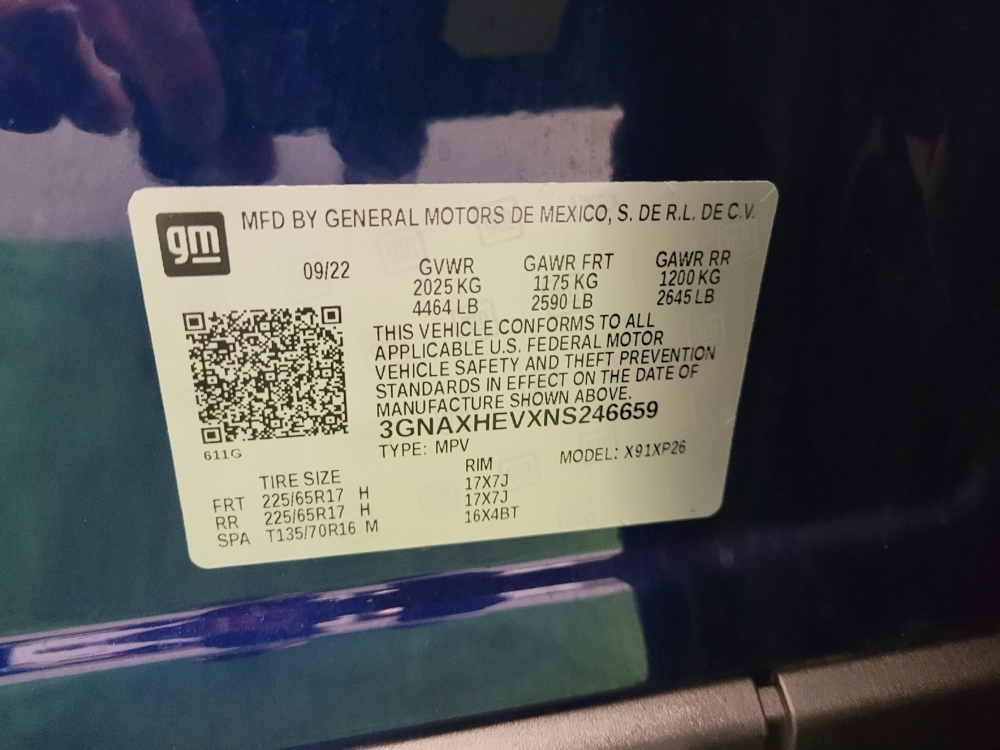 gm
MFD BY GENERAL MOTORS DE MEXICO, S. DE R.L. DE C.V.
09/22
GVWR
2025 KG
4464 LB
GAWR FRT
1175 KG
2590 LB
GAWR RR
1200 KG
2645 LB
THIS VEHICLE CONFORMS TO ALL
APPLICABLE U.S. FEDERAL MOTOR
VEHICLE SAFETY AND THEFT PREVENTION
STANDARDS IN EFFECT ON THE DATE OF
MANUFACTURE SHOWN ABOVE.
3GNAXHEVXNS246659
611G
TYPE: MPV
MODEL: X91XP26
TIRE SIZE RIM
FRT 225/65R17 H 17X7J
RR 225/65R17 H 17X7J
SPA T135/70R16 M 16X4BT